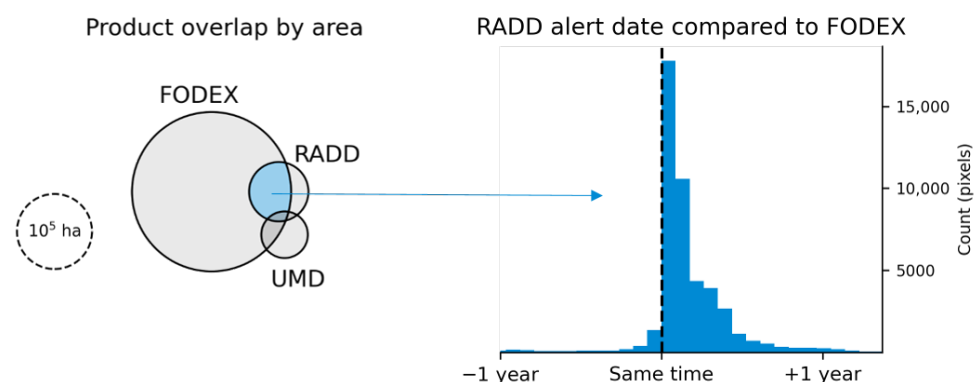 Product overlap by area
FODEX
RADD
10⁵ ha
UMD
RADD alert date compared to FODEX
15,000
10,000
5000
Count (pixels)
−1 year
Same time
+1 year